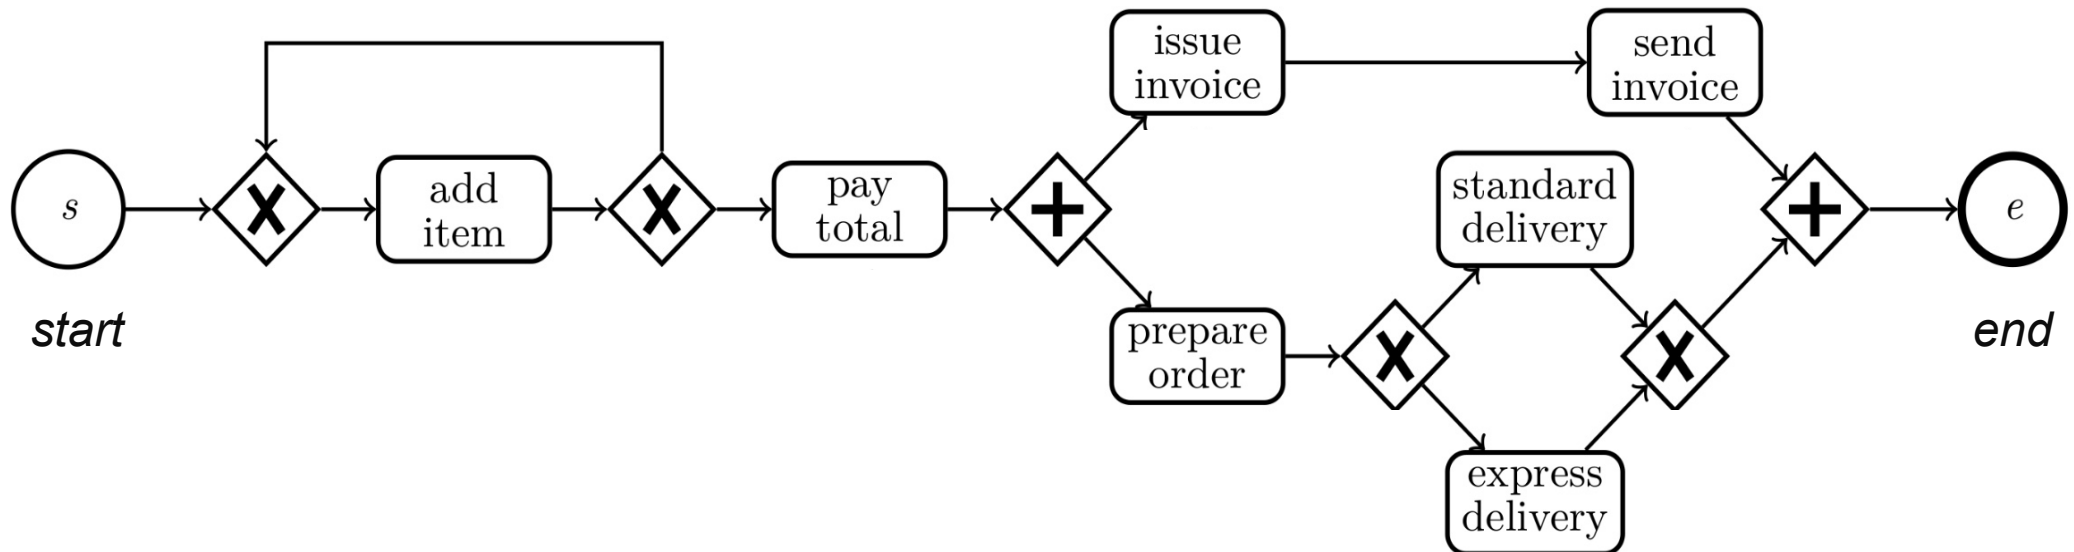 s
start
add
item
pay
total
issue
invoice
send
invoice
prepare
order
standard
delivery
express
delivery
e
end